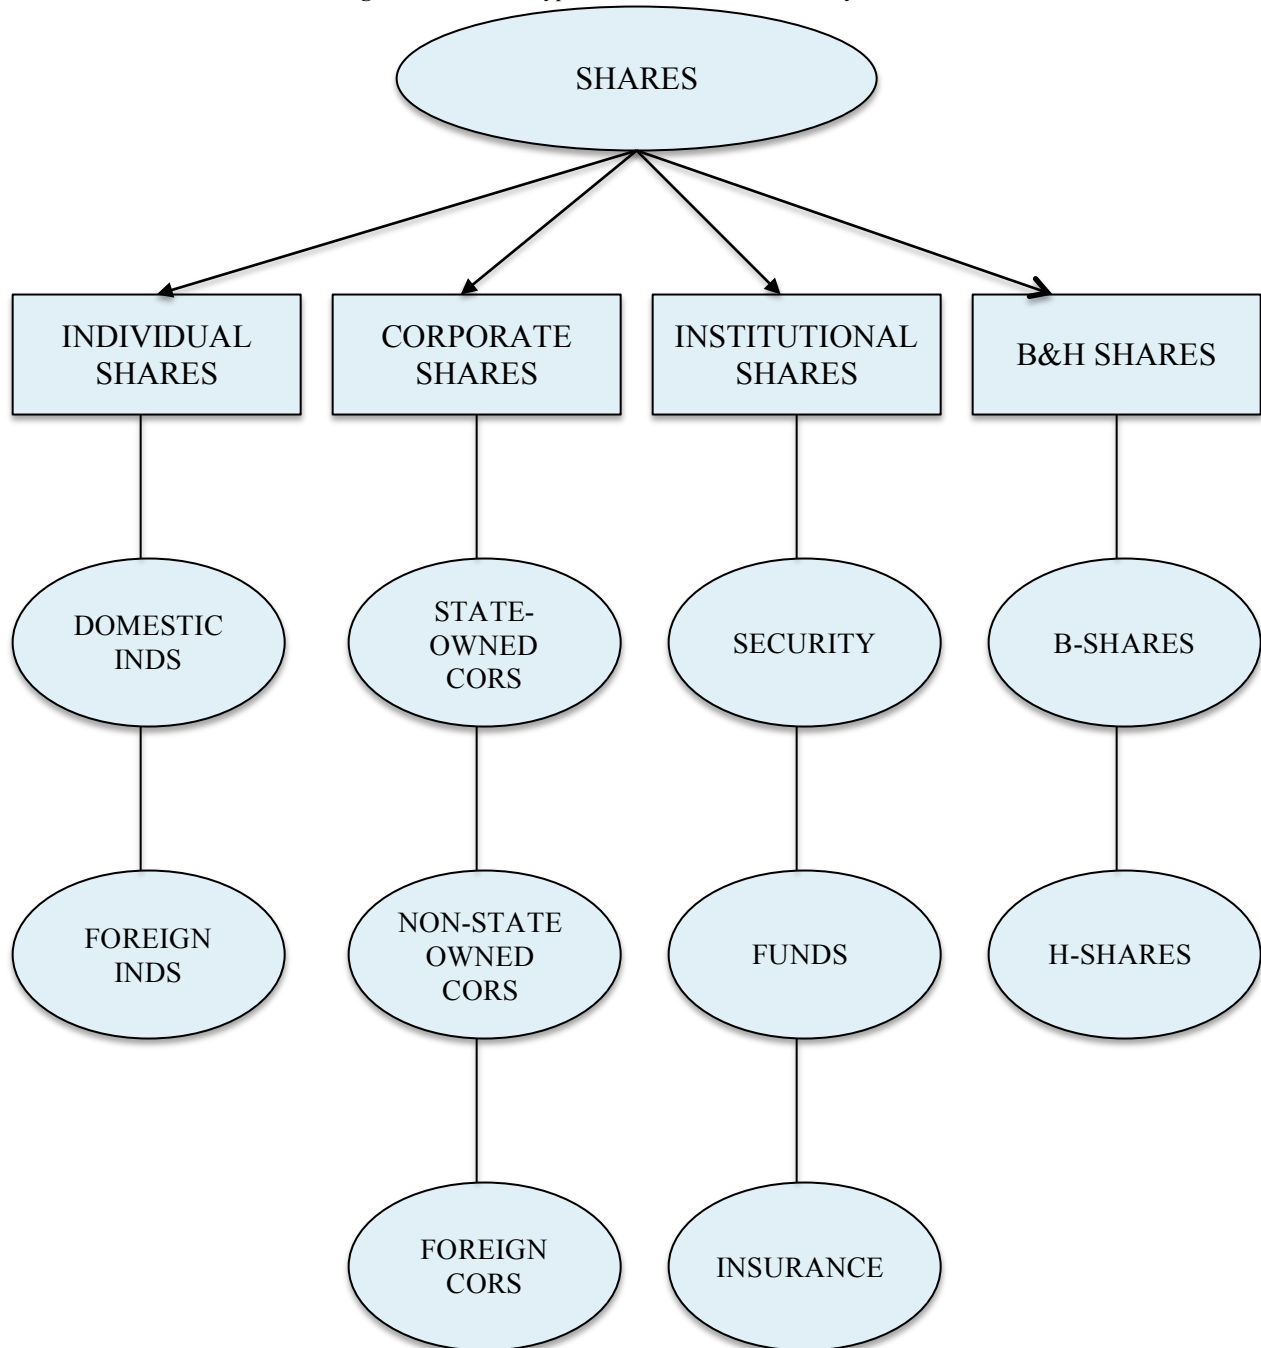 SHARES
INDIVIDUAL
SHARES
CORPORATE
SHARES
INSTITUTIONAL
SHARES
B&H SHARES
DOMESTIC
INDS
STATE-
OWNED
CORS
SECURITY
B-SHARES
FOREIGN
INDS
NON-STATE
OWNED
CORS
FUNDS
H-SHARES
FOREIGN
CORS
INSURANCE